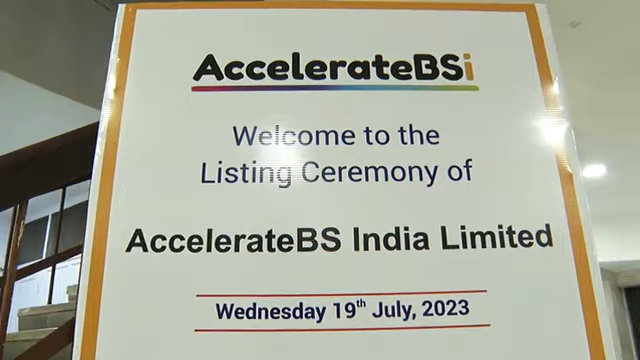 AccelerateBSi
Welcome to the
Listing Ceremony of
AccelerateBS India Limited
Wednesday 19th July, 2023